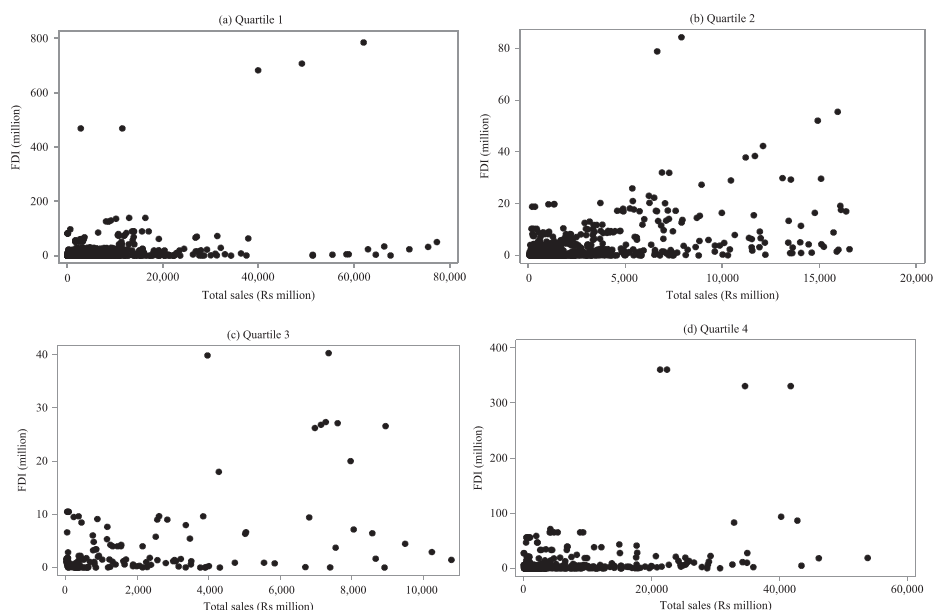 (a) Quartile 1
800
600
400
200
0
FDI (million)
0 20,000 40,000 60,000 80,000
Total sales (Rs million)
(b) Quartile 2
80
60
40
20
0
FDI (million)
0 5,000 10,000 15,000 20,000
Total sales (Rs million)
(c) Quartile 3
40
30
20
10
0
FDI (million)
0 2,000 4,000 6,000 8,000 10,000
Total sales (Rs million)
(d) Quartile 4
400
300
200
100
0
FDI (million)
0 20,000 40,000 60,000
Total sales (Rs million)